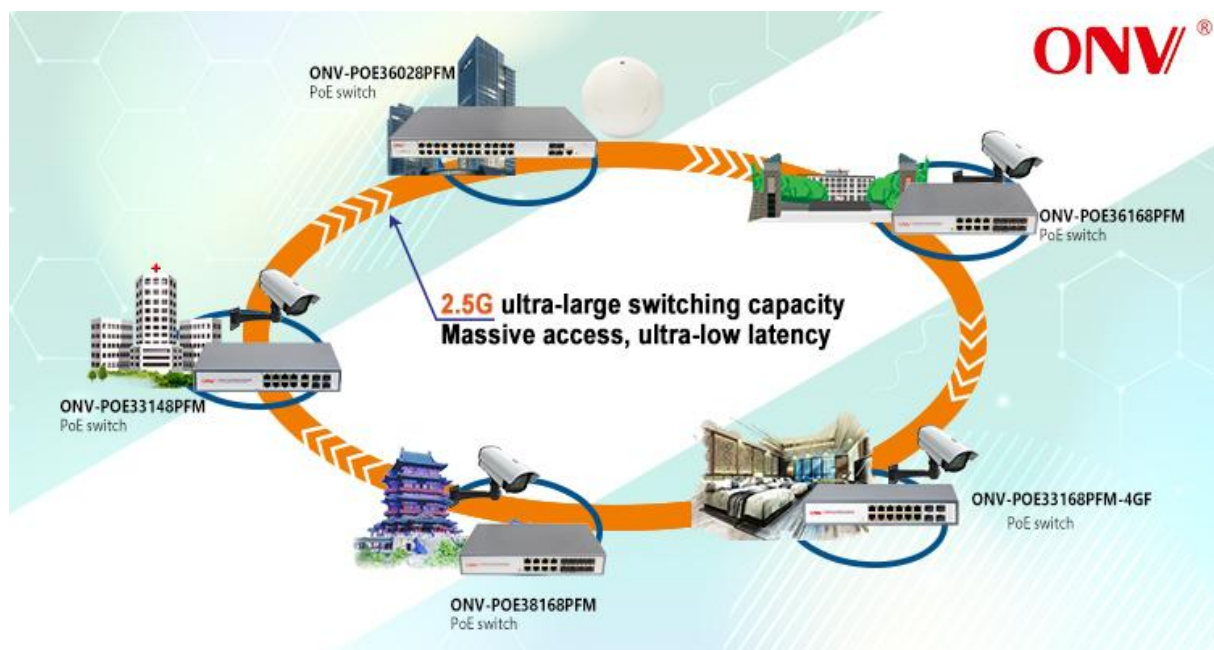 ONV®
ONV-POE36028PFM
PoE switch
ONV-POE36168PFM
PoE switch
2.5G ultra-large switching capacity
Massive access, ultra-low latency
ONV-POE33148PFM
PoE switch
ONV-POE33168PFM-4GF
PoE switch
ONV-POE38168PFM
PoE switch